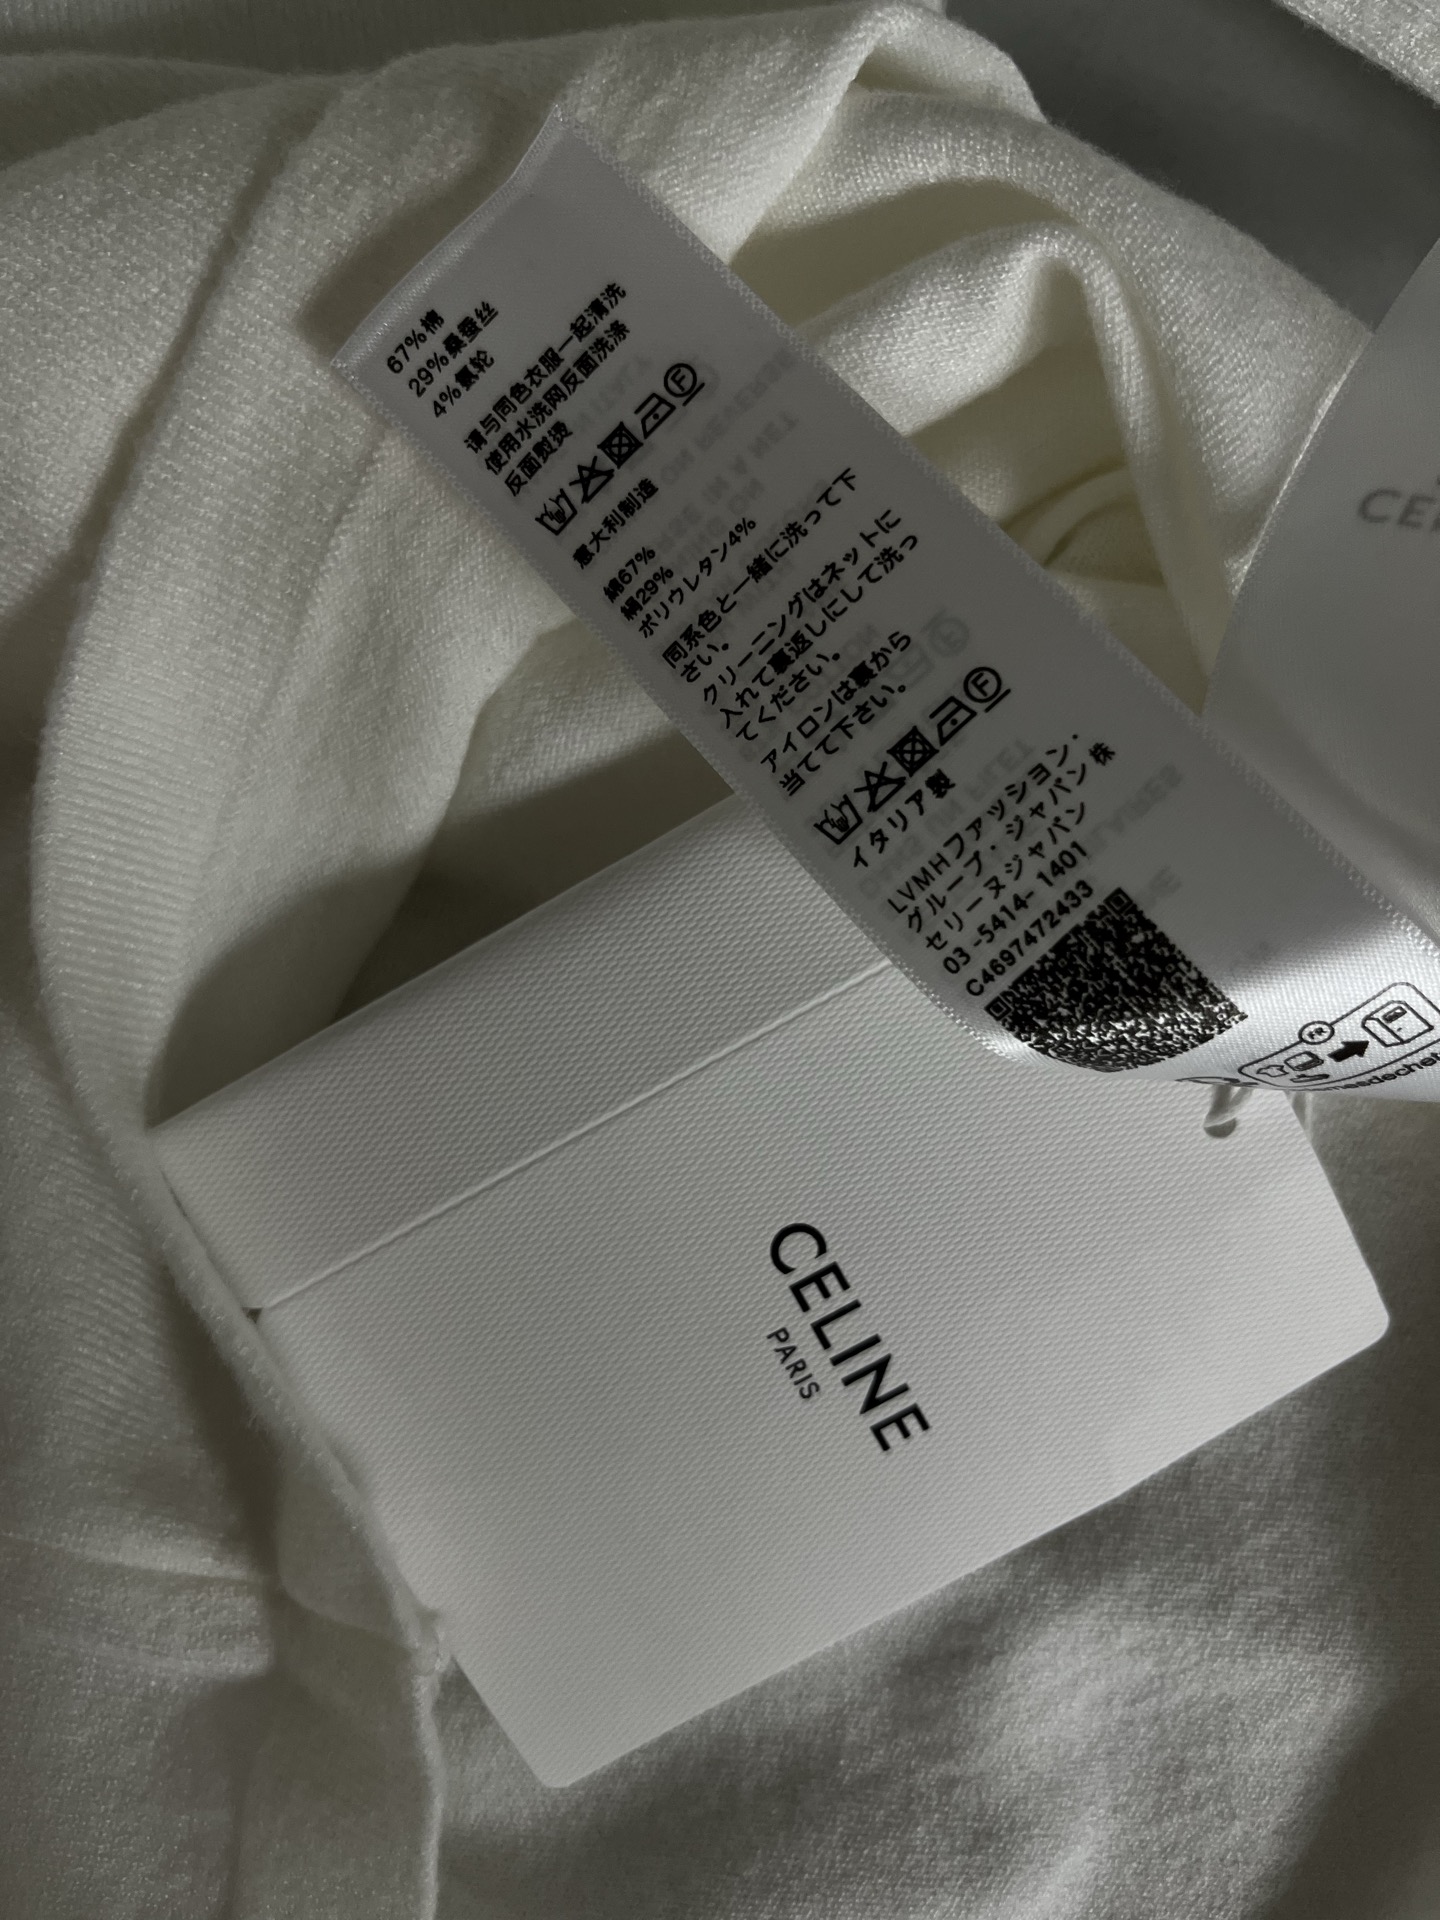 67%棉
29%桑蚕丝
4%氨轮
请与同色衣服一起清洗
使用水洗网反面洗涤
反面熨烫
F
意大利制造
綿67%
絹29%
ポリウレタン4%
同系色と一緒に洗って下
さい。
クリーニングはネットに
入れて裏返しにして洗っ
てください。
アイロンは裏から
当てて下さい。
F
イタリア製
LVMHファッション・
グループ・ジャパン株
セリーヌジャパン
03-5414-1401
C4697472433
FR
CELINE
PARIS